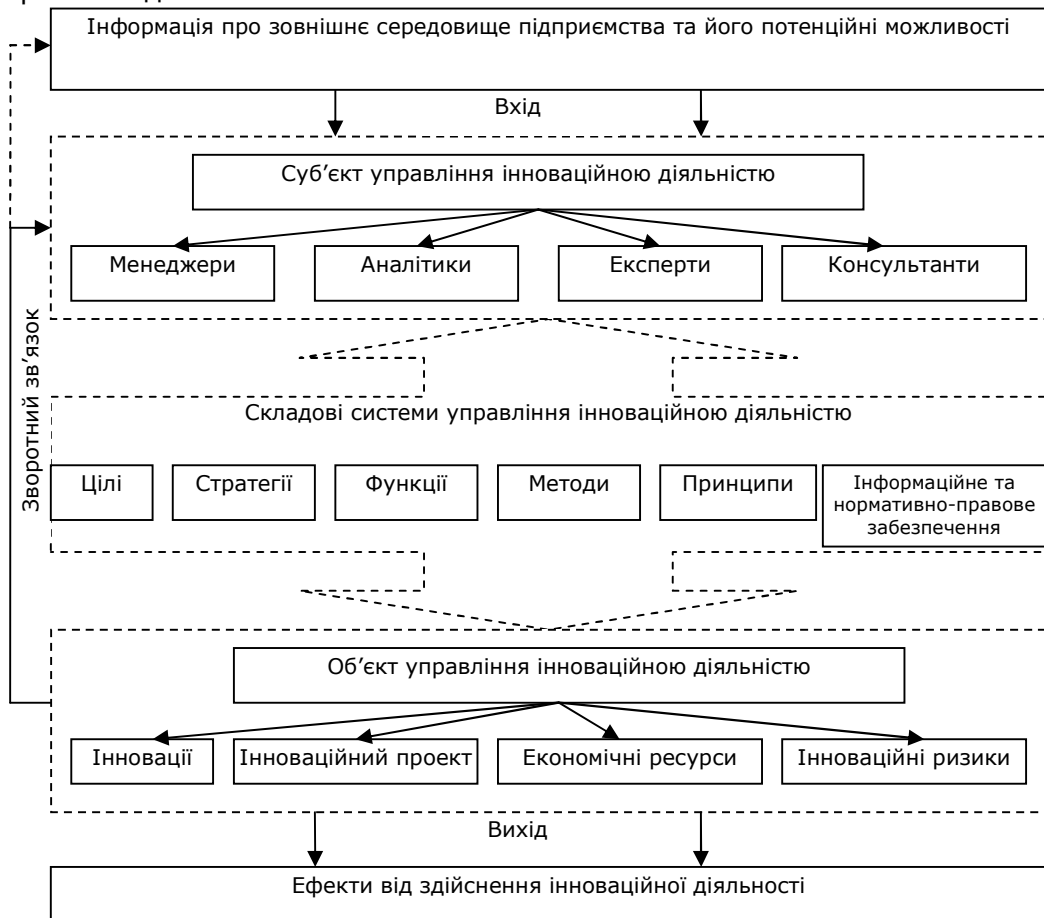 Інформація про зовнішнє середовище підприємства та його потенційні можливості
Вхід
Суб’єкт управління інноваційною діяльністю
Менеджери
Аналітики
Експерти
Консультанти
Зворотний зв’язок
Складові системи управління інноваційною діяльністю
Цілі
Стратегії
Функції
Методи
Принципи
Інформаційне та
нормативно-правове
забезпечення
Об’єкт управління інноваційною діяльністю
Інновації
Інноваційний проект
Економічні ресурси
Інноваційні ризики
Вихід
Ефекти від здійснення інноваційної діяльності